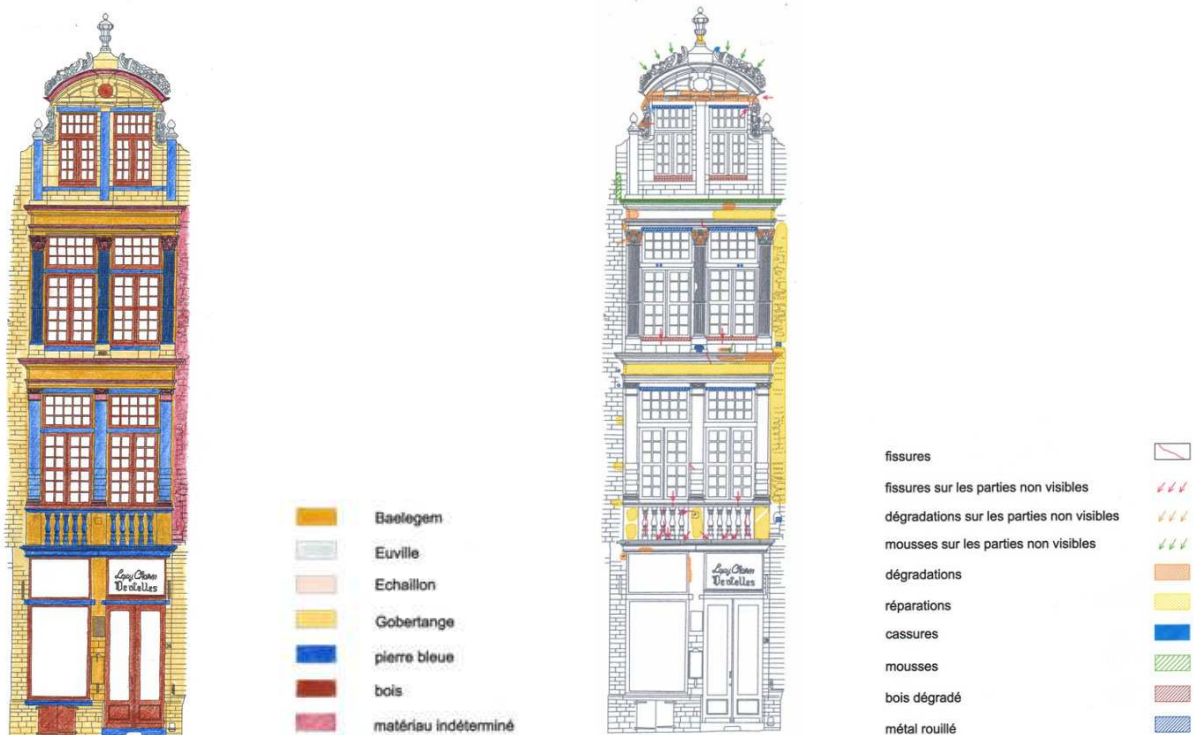 Baelegem
Euville
Echaillon
Gobertange
pierre bleue
bois
matériau indéterminé
Dentelles
fissures
fissures sur les parties non visibles
dégradations sur les parties non visibles
mousses sur les parties non visibles
dégradations
réparations
cassures
mousses
bois dégradé
métal rouillé
Dentelles